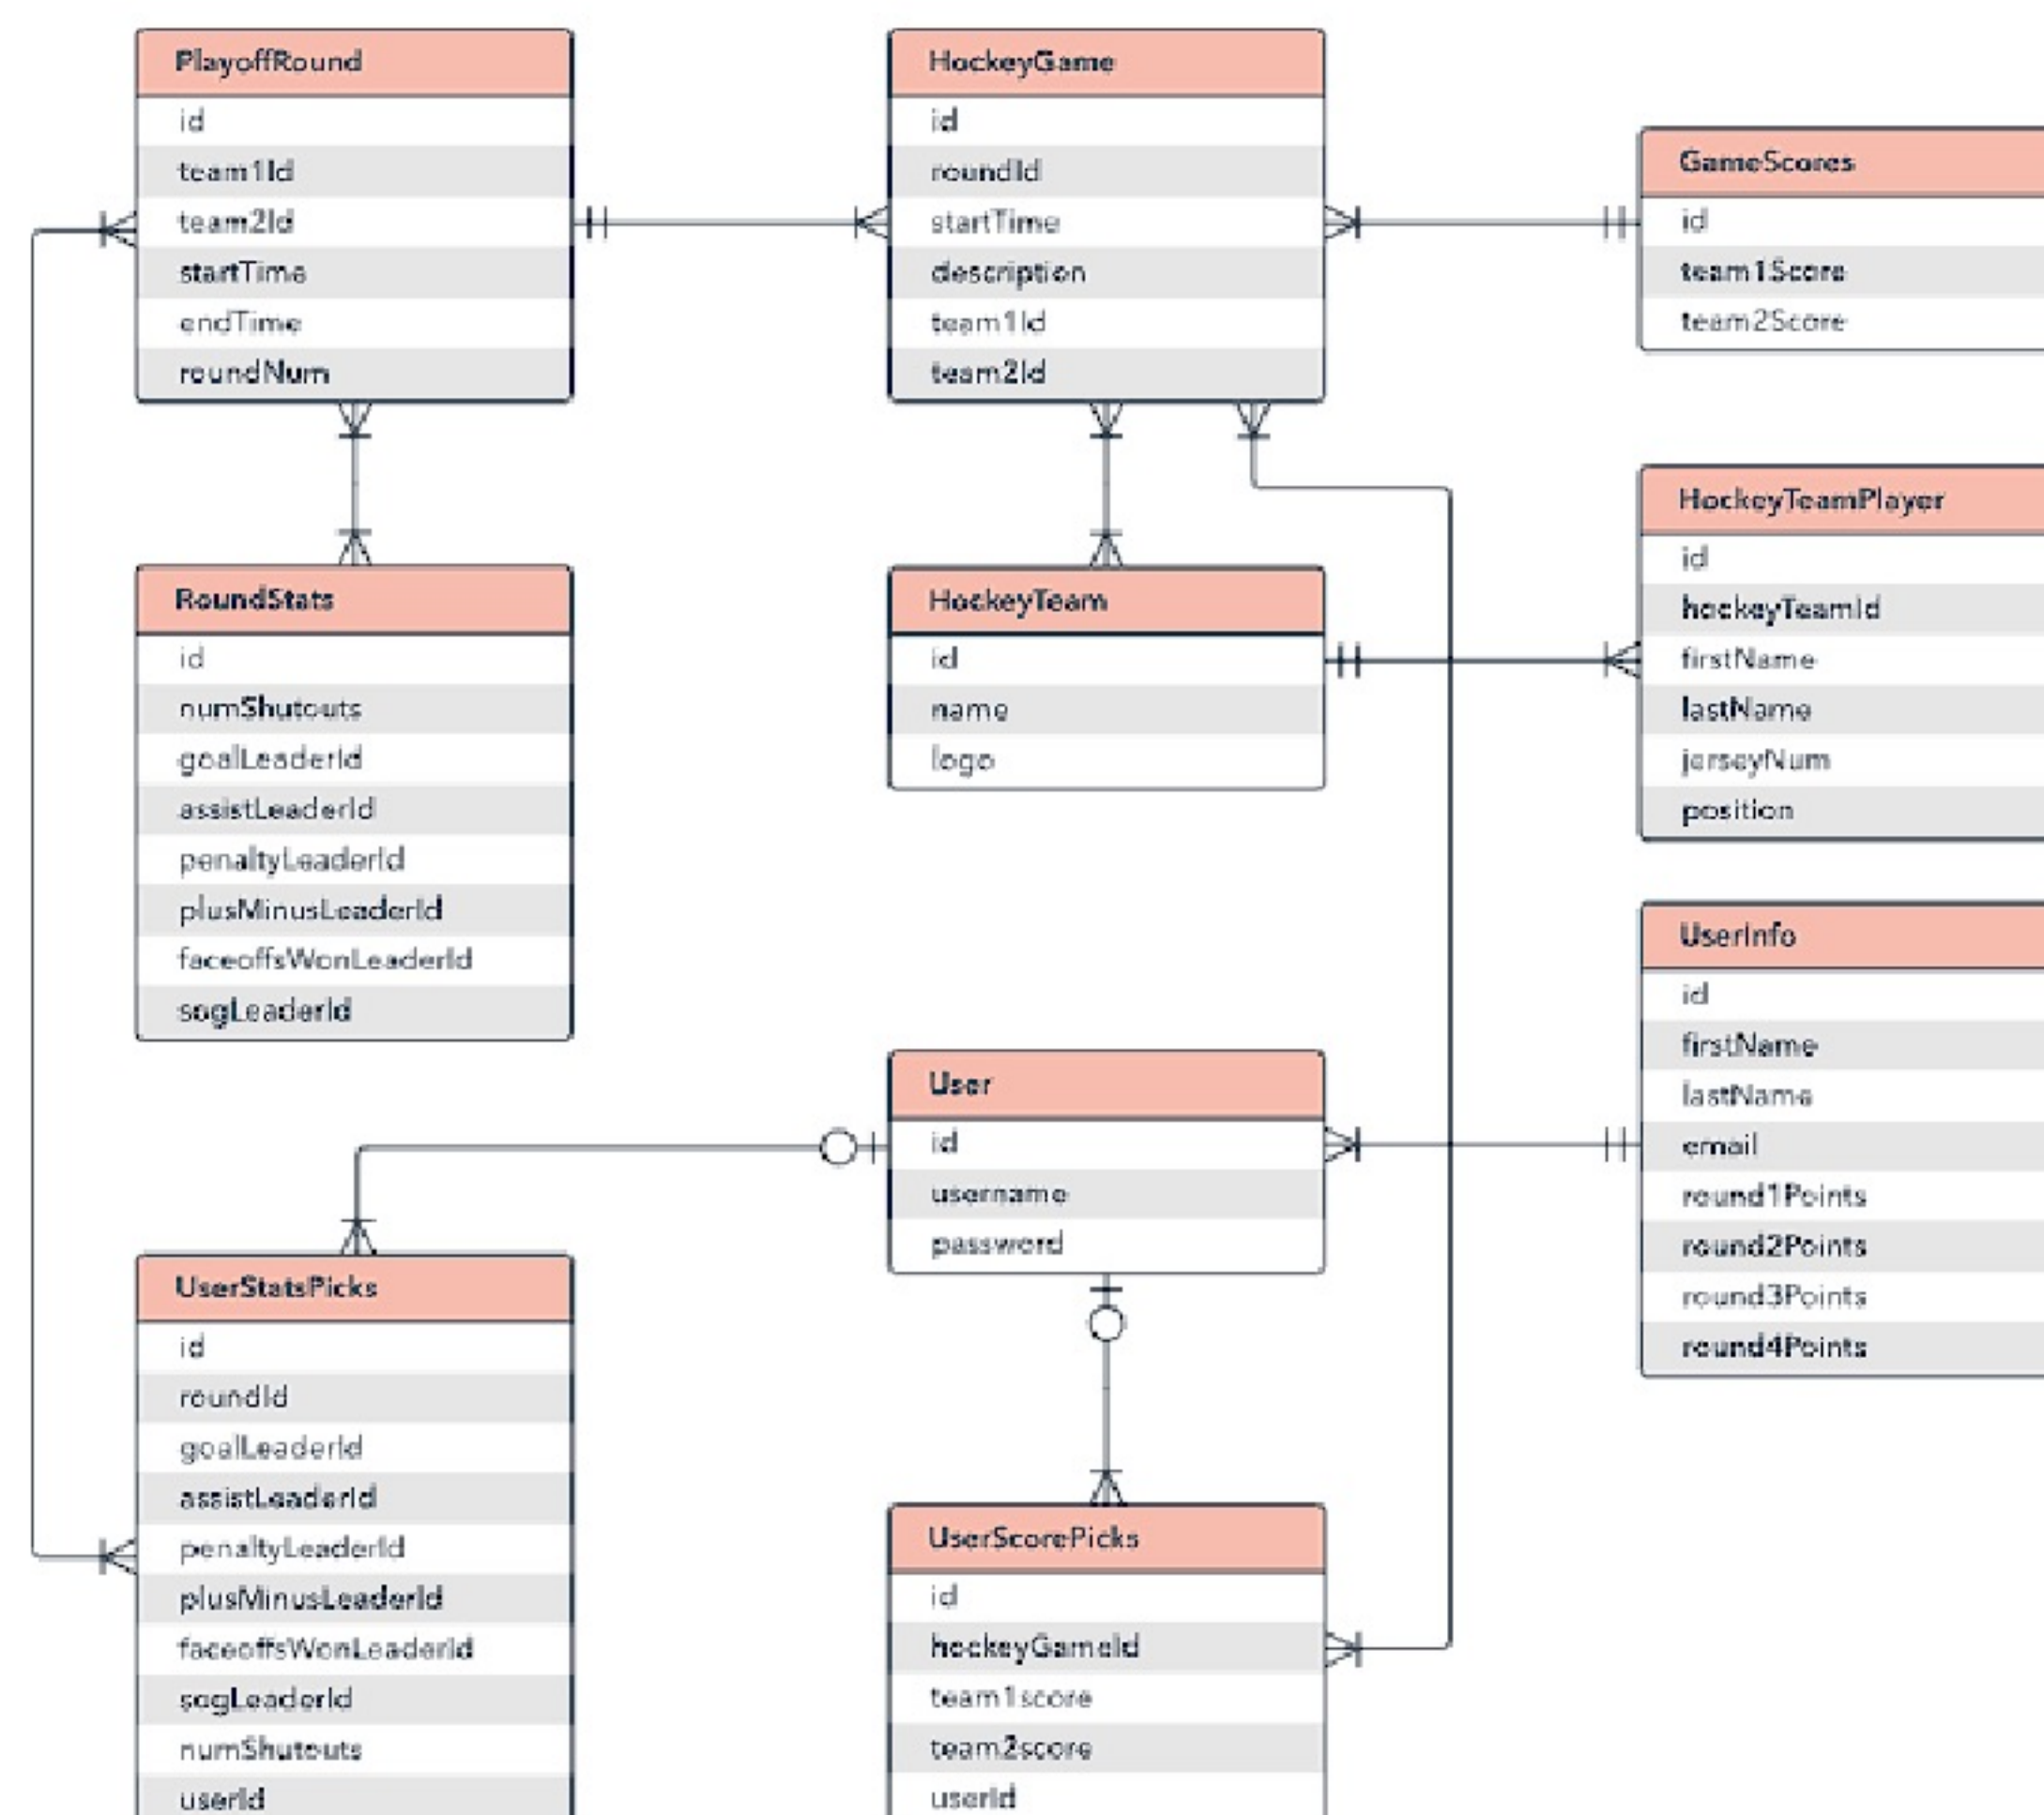 PlayoffRound
id
team1Id
team2Id
startTime
endTime
roundNum
HockeyGame
id
roundId
startTime
description
team1Id
team2Id
GameScores
id
team1Score
team2Score
RoundStats
id
numShutouts
goalLeaderId
assistLeaderId
penaltyLeaderId
plusMinusLeaderId
faceoffsWonLeaderId
sogLeaderId
HockeyTeam
id
name
logo
HockeyTeamPlayer
id
hockeyTeamId
firstName
lastName
jerseyNum
position
User
id
username
password
UserInfo
id
firstName
lastName
email
round1Points
round2Points
round3Points
round4Points
UserStatsPicks
id
roundId
goalLeaderId
assistLeaderId
penaltyLeaderId
plusMinusLeaderId
faceoffsWonLeaderId
sogLeaderId
numShutouts
userId
UserScorePicks
id
hockeyGameId
team1score
team2score
userId